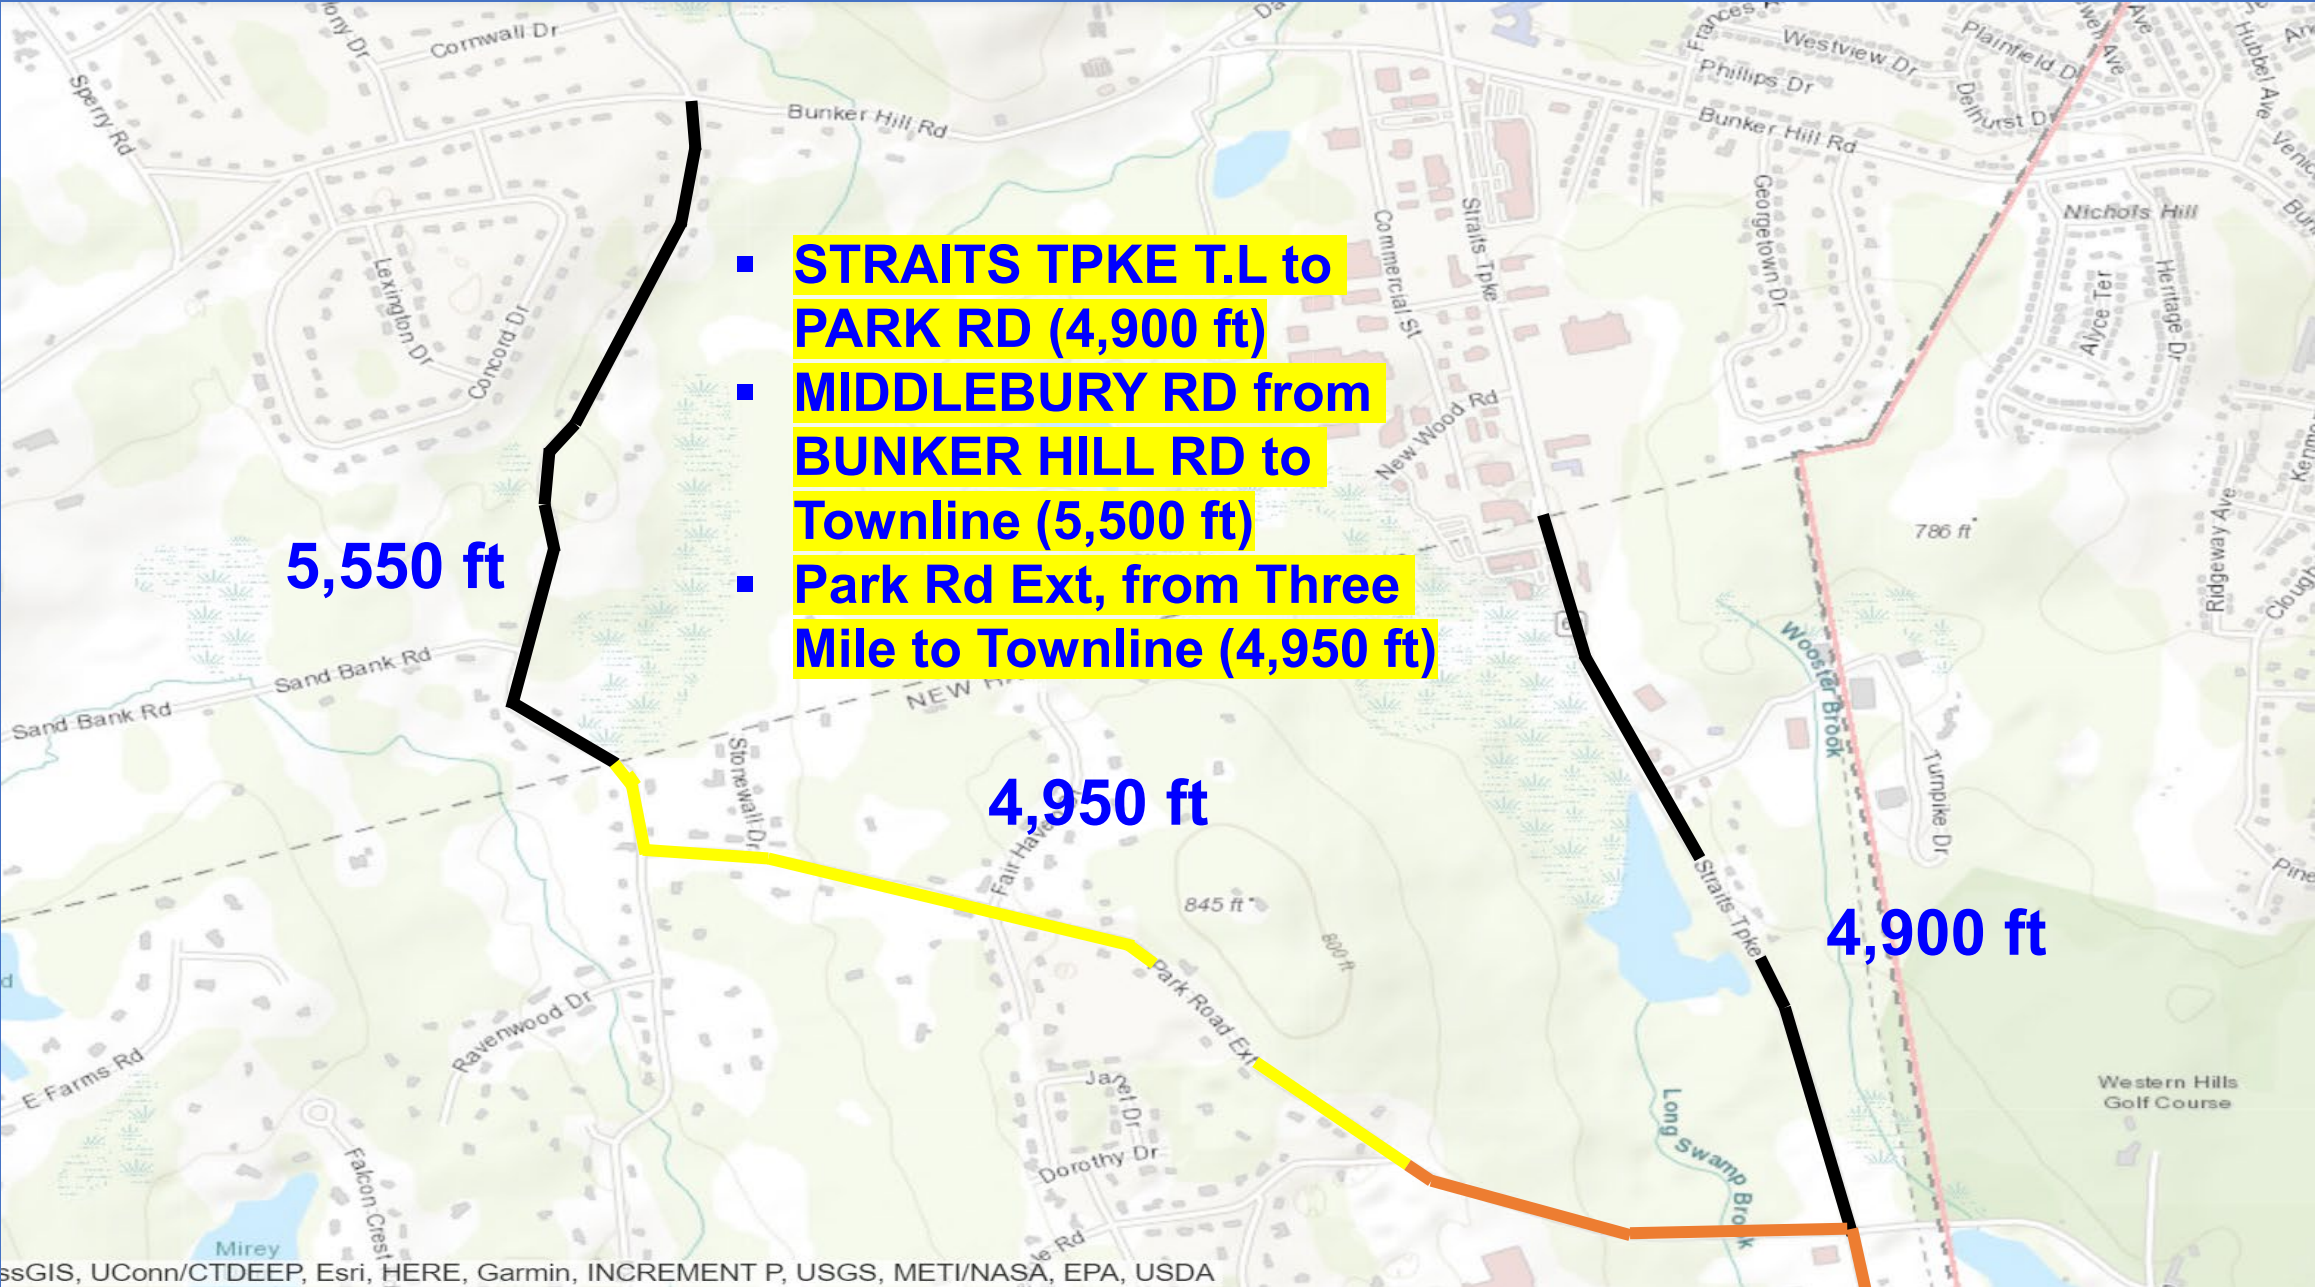 Cornwall Dr
Sperry Rd
Bunker Hill Rd
Westview Dr
Plainfield D
Phillips Dr
Delhurst Dr
Bunker Hill Rd
Hubbel Ave
Ave
Georgetown Dr
Nichols Hill
Alyce Ter
Heritage Dr
Lexington Dr
Concord Dr
Commercial St
Straits Tpke
New Wood Rd
▪ STRAITS TPKE T.L to
PARK RD (4,900 ft)
▪ MIDDLEBURY RD from
BUNKER HILL RD to
Townline (5,500 ft)
▪ Park Rd Ext, from Three
Mile to Townline (4,950 ft)
5,550 ft
786 ft
Ridgeway Ave
Sand Bank Rd
Sand Bank Rd
Wooster Brook
Turnpike Dr
Stonewall Dr
4,950 ft
Fair Have
845 ft
800 ft
Straits Tpke
4,900 ft
Park Road Ext
Ravenwood Dr
E Farms Rd
Janet Dr
Dorothy Dr
Falcon Crest
Long Swamp Brook
Western Hills
Golf Course
Mirey
ssGIS, UConn/CTDEEP, Esri, HERE, Garmin, INCREMENT P, USGS, METI/NASA, EPA, USDA